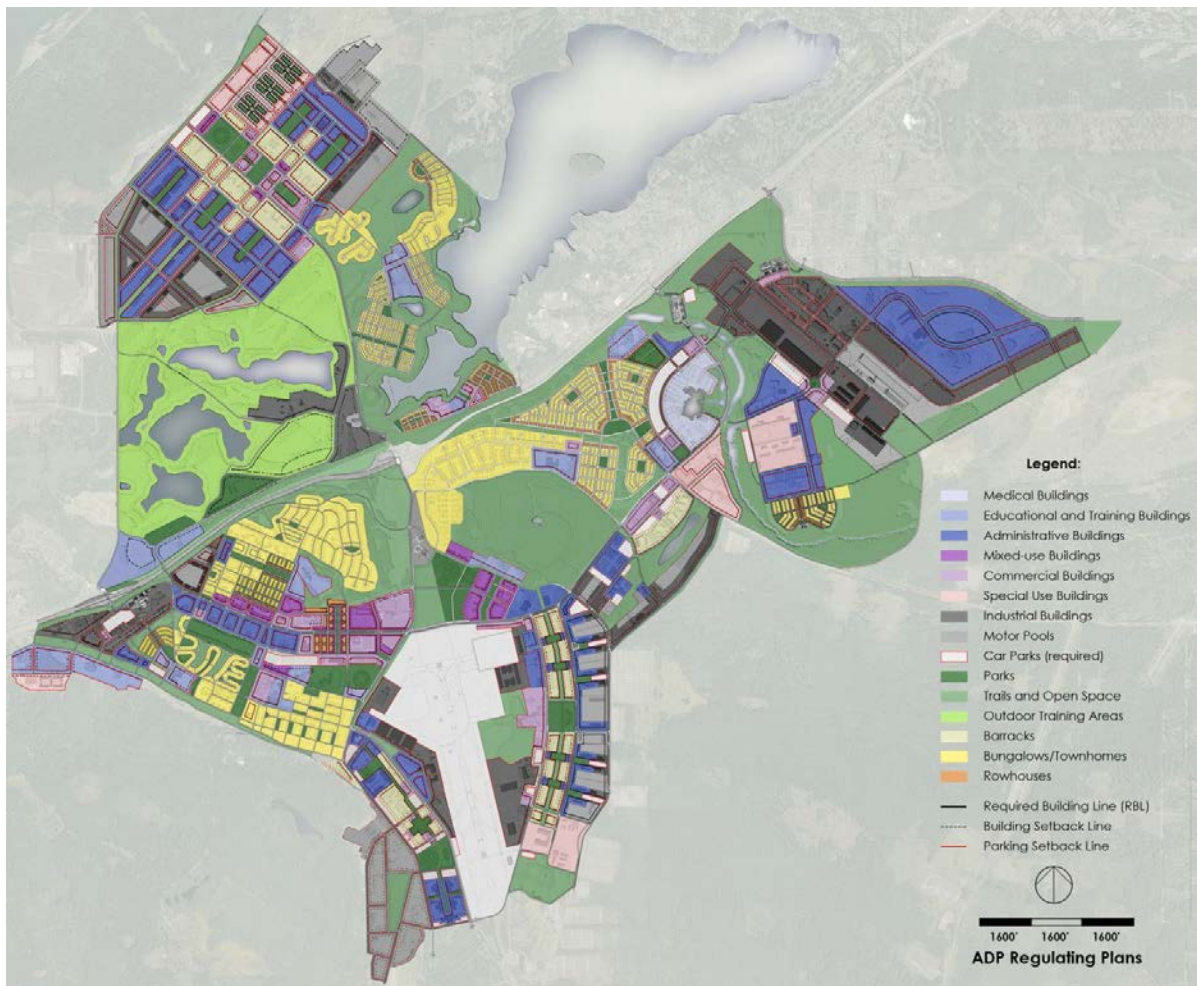 Legend:
Medical Buildings
Educational and Training Buildings
Administrative Buildings
Mixed-use Buildings
Commercial Buildings
Special Use Buildings
Industrial Buildings
Motor Pools
Car Parks (required)
Parks
Trails and Open Space
Outdoor Training Areas
Barracks
Bungalows/Townhomes
Rowhouses
Required Building Line (RBL)
Building Setback Line
Parking Setback Line
1600' 1600' 1600'
ADP Regulating Plans